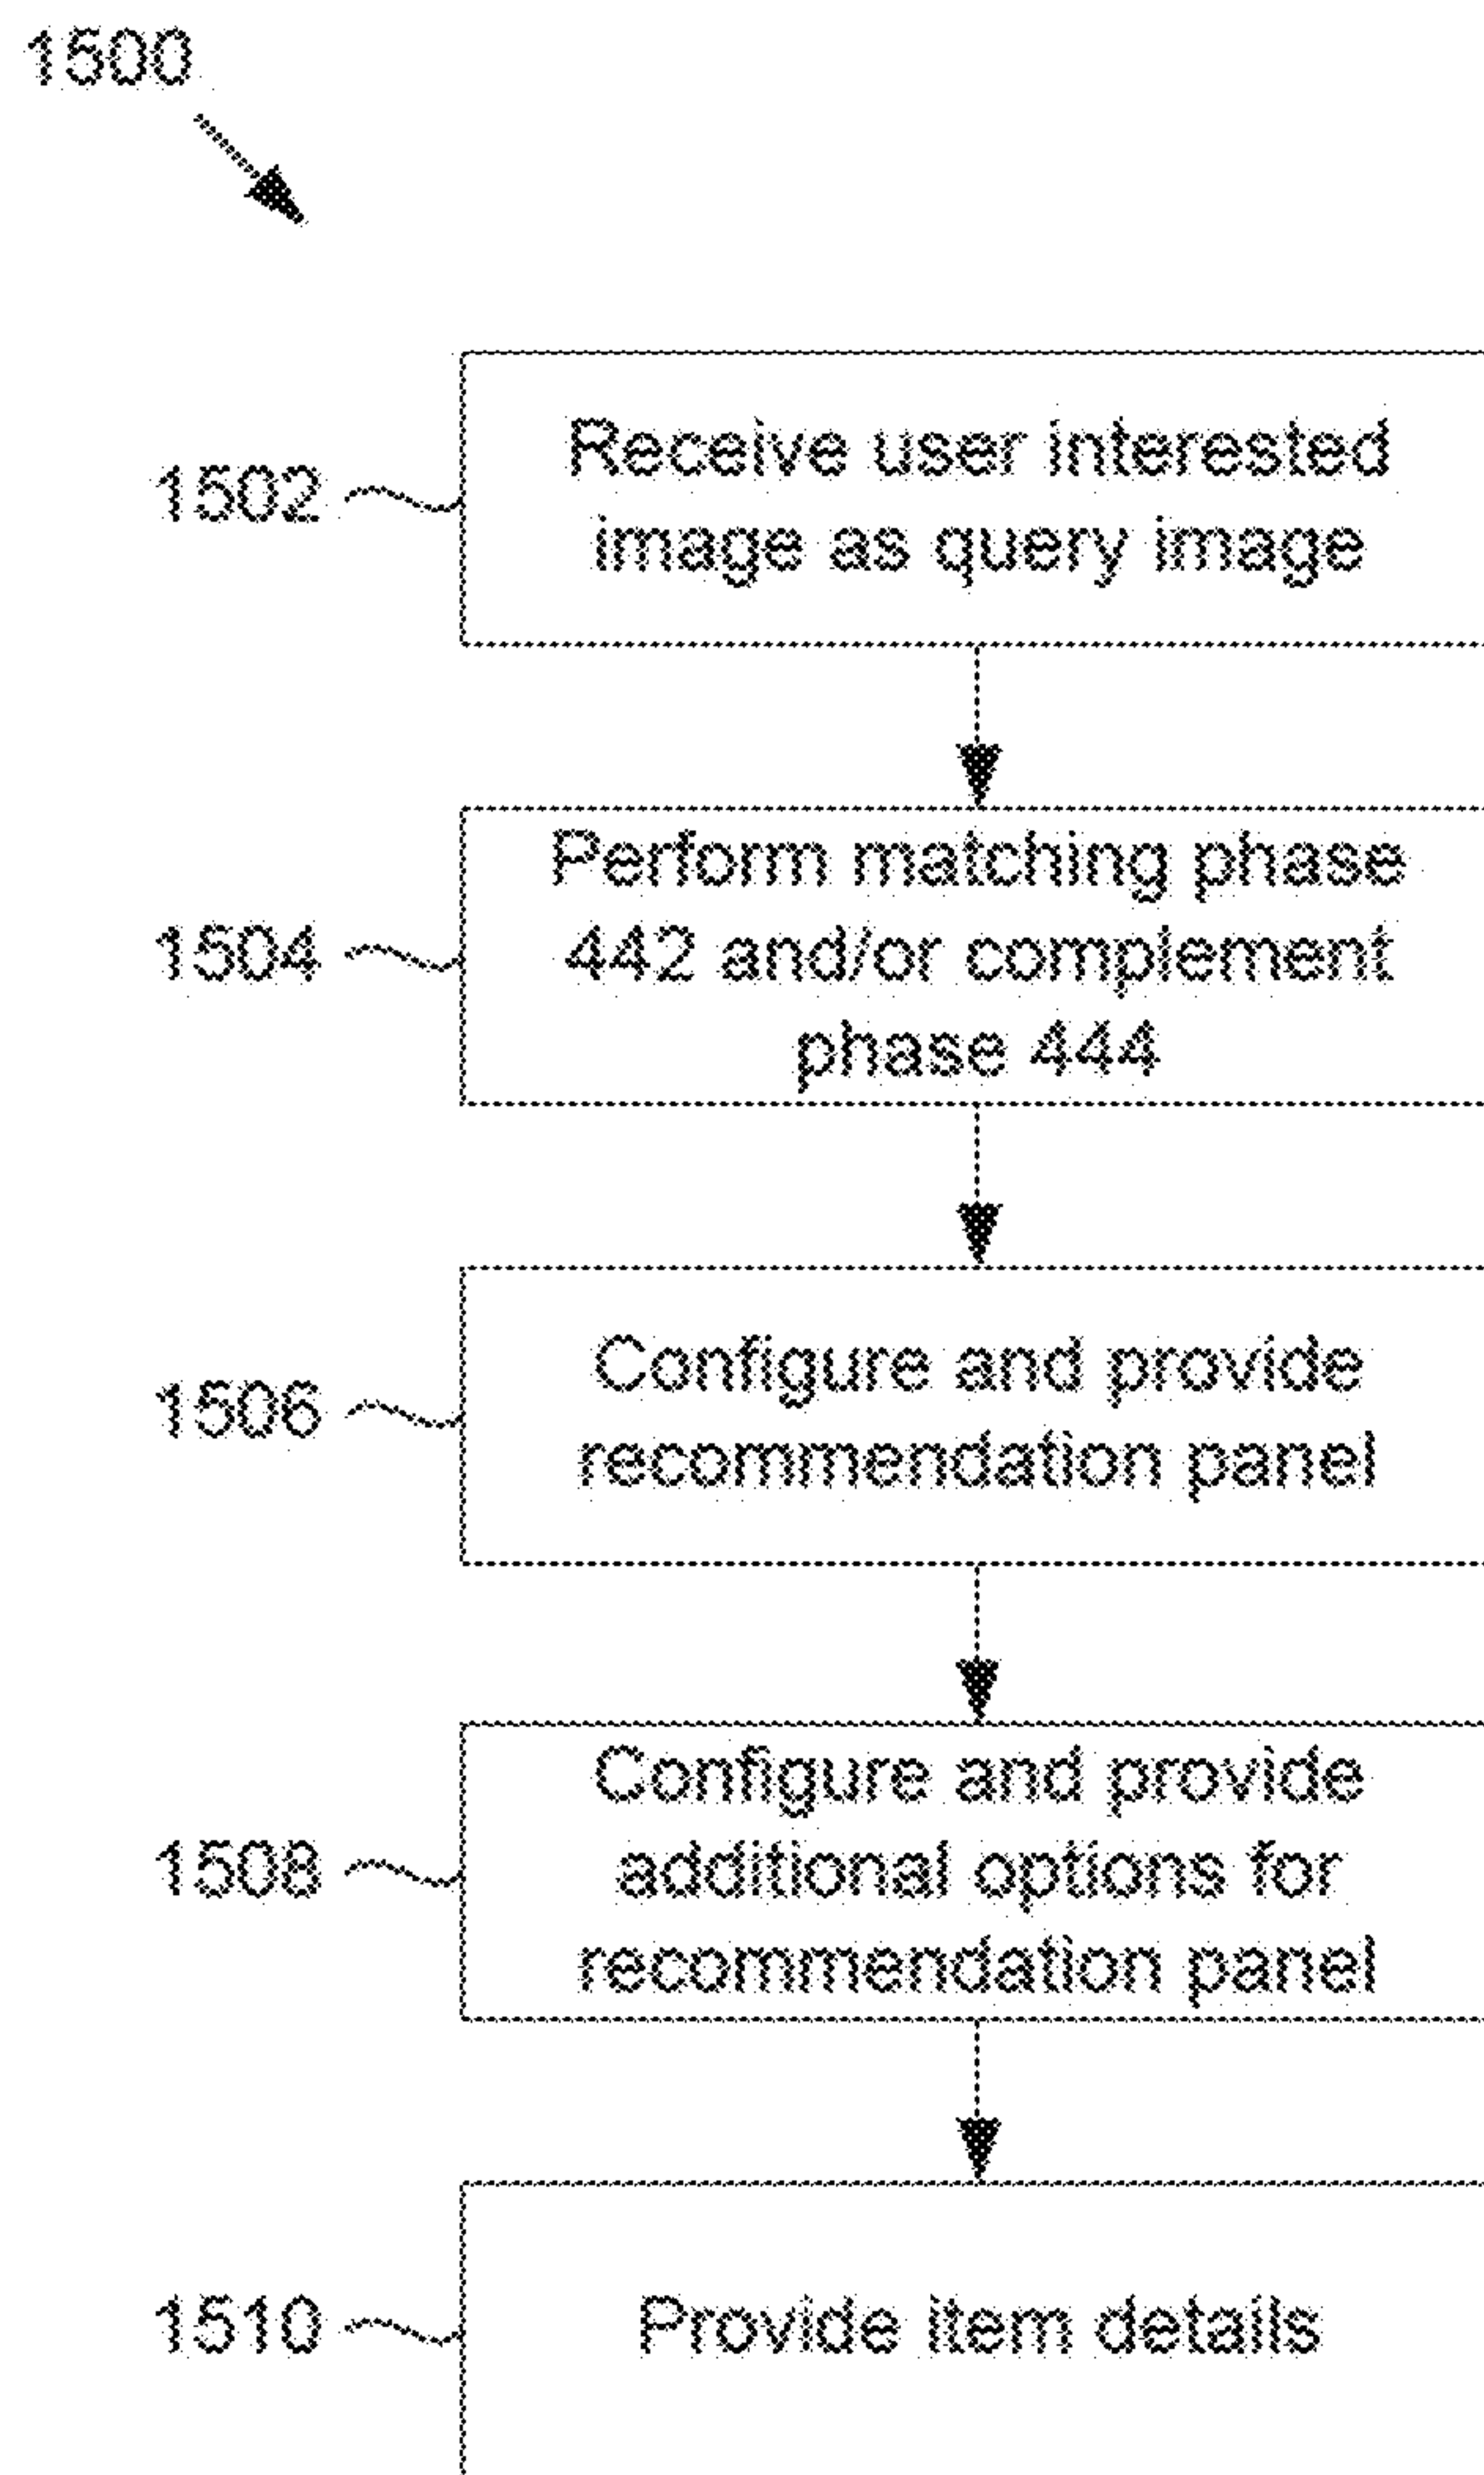 1500
1502
Receive user interested
image as query image
1504
Perform matching phase
442 and/or complement
phase 444
1506
Configure and provide
recommendation panel
1508
Configure and provide
additional options for
recommendation panel
1510
Provide item details